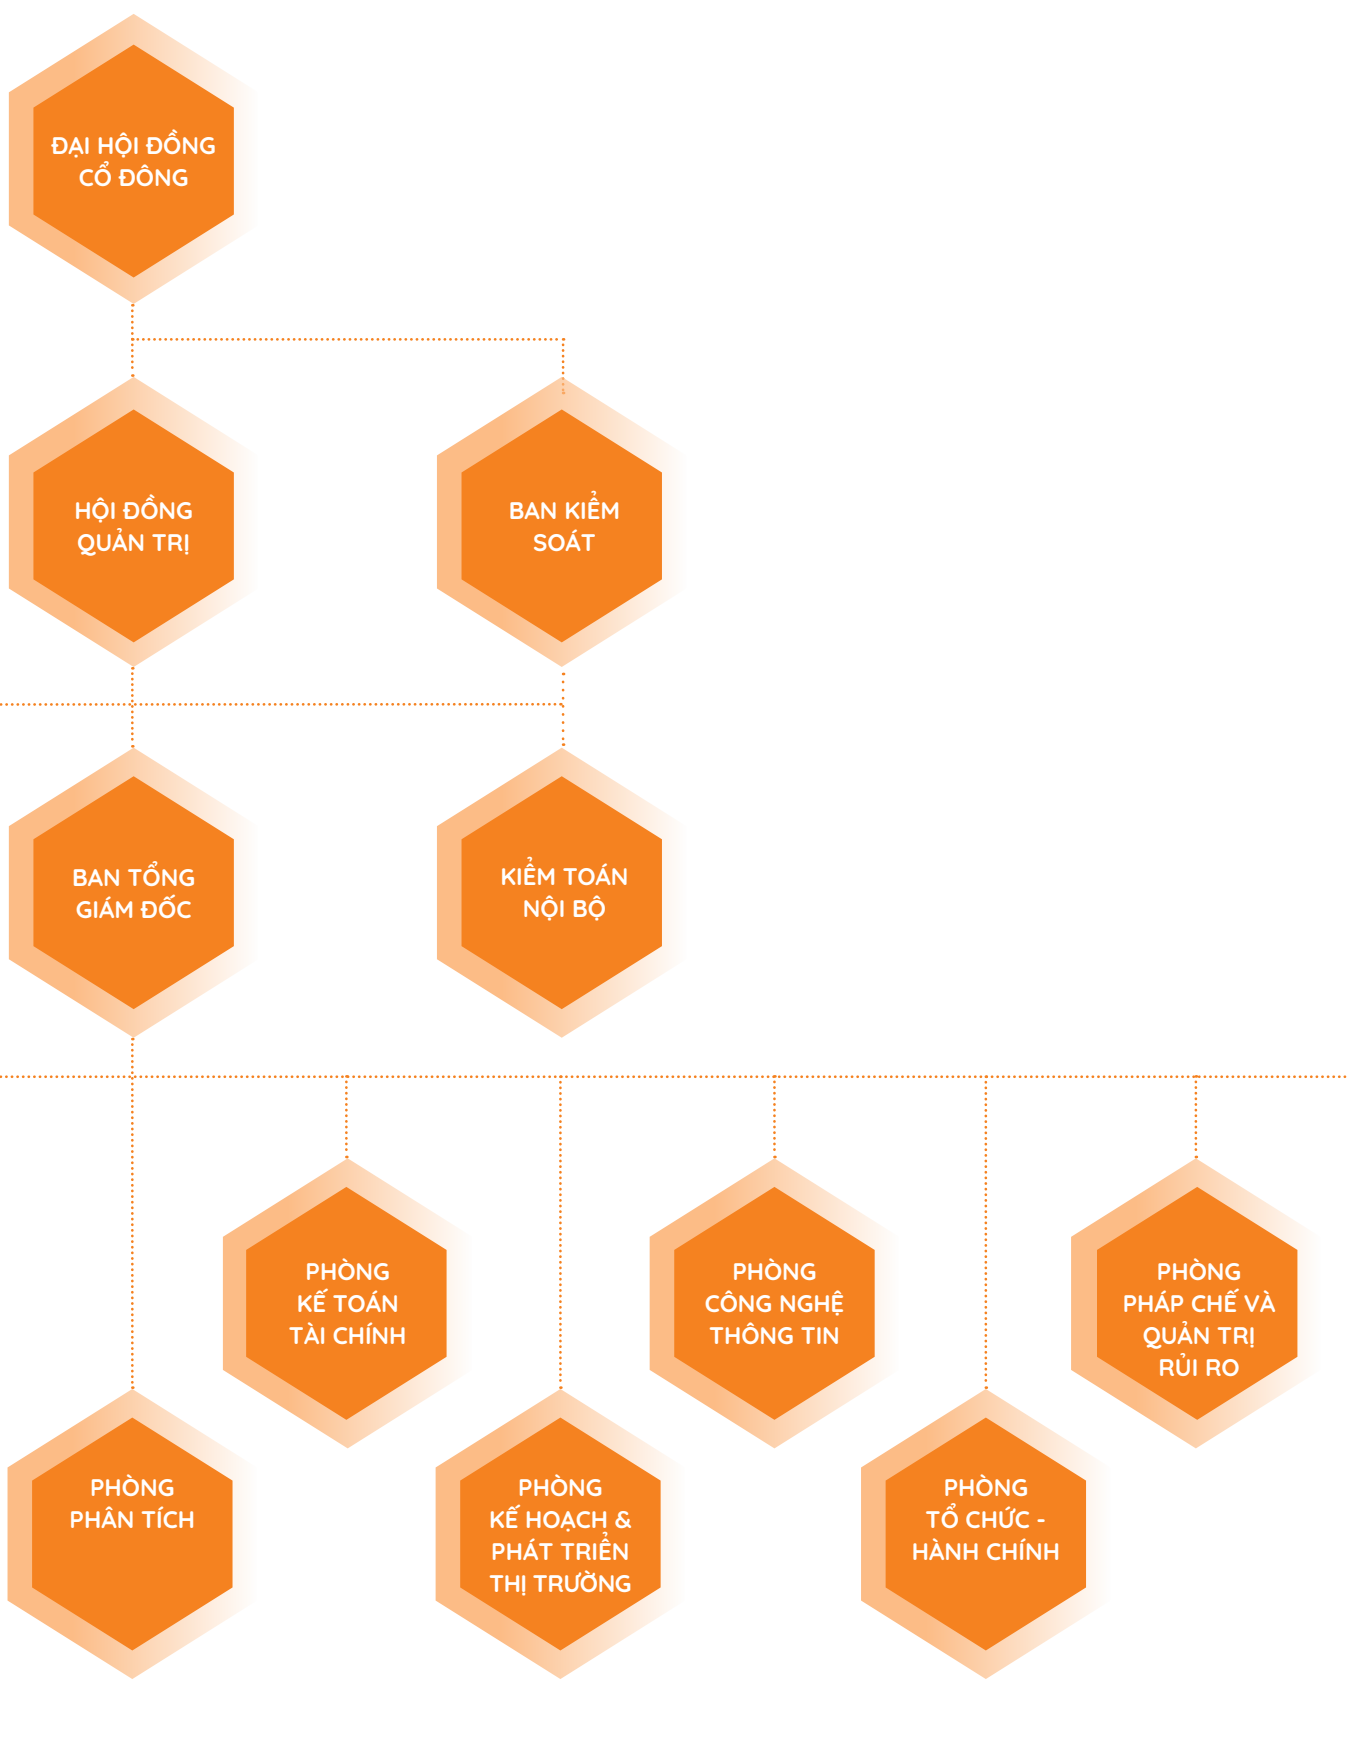 ĐẠI HỘI ĐỒNG
CỔ ĐÔNG
HỘI ĐỒNG
QUẢN TRỊ
BAN KIỂM
SOÁT
BAN TỔNG
GIÁM ĐỐC
KIỂM TOÁN
NỘI BỘ
PHÒNG
KẾ TOÁN
TÀI CHÍNH
PHÒNG
CÔNG NGHỆ
THÔNG TIN
PHÒNG
PHÁP CHẾ VÀ
QUẢN TRỊ
RỦI RO
PHÒNG
PHÂN TÍCH
PHÒNG
KẾ HOẠCH &
PHÁT TRIỂN
THỊ TRƯỜNG
PHÒNG
TỔ CHỨC -
HÀNH CHÍNH